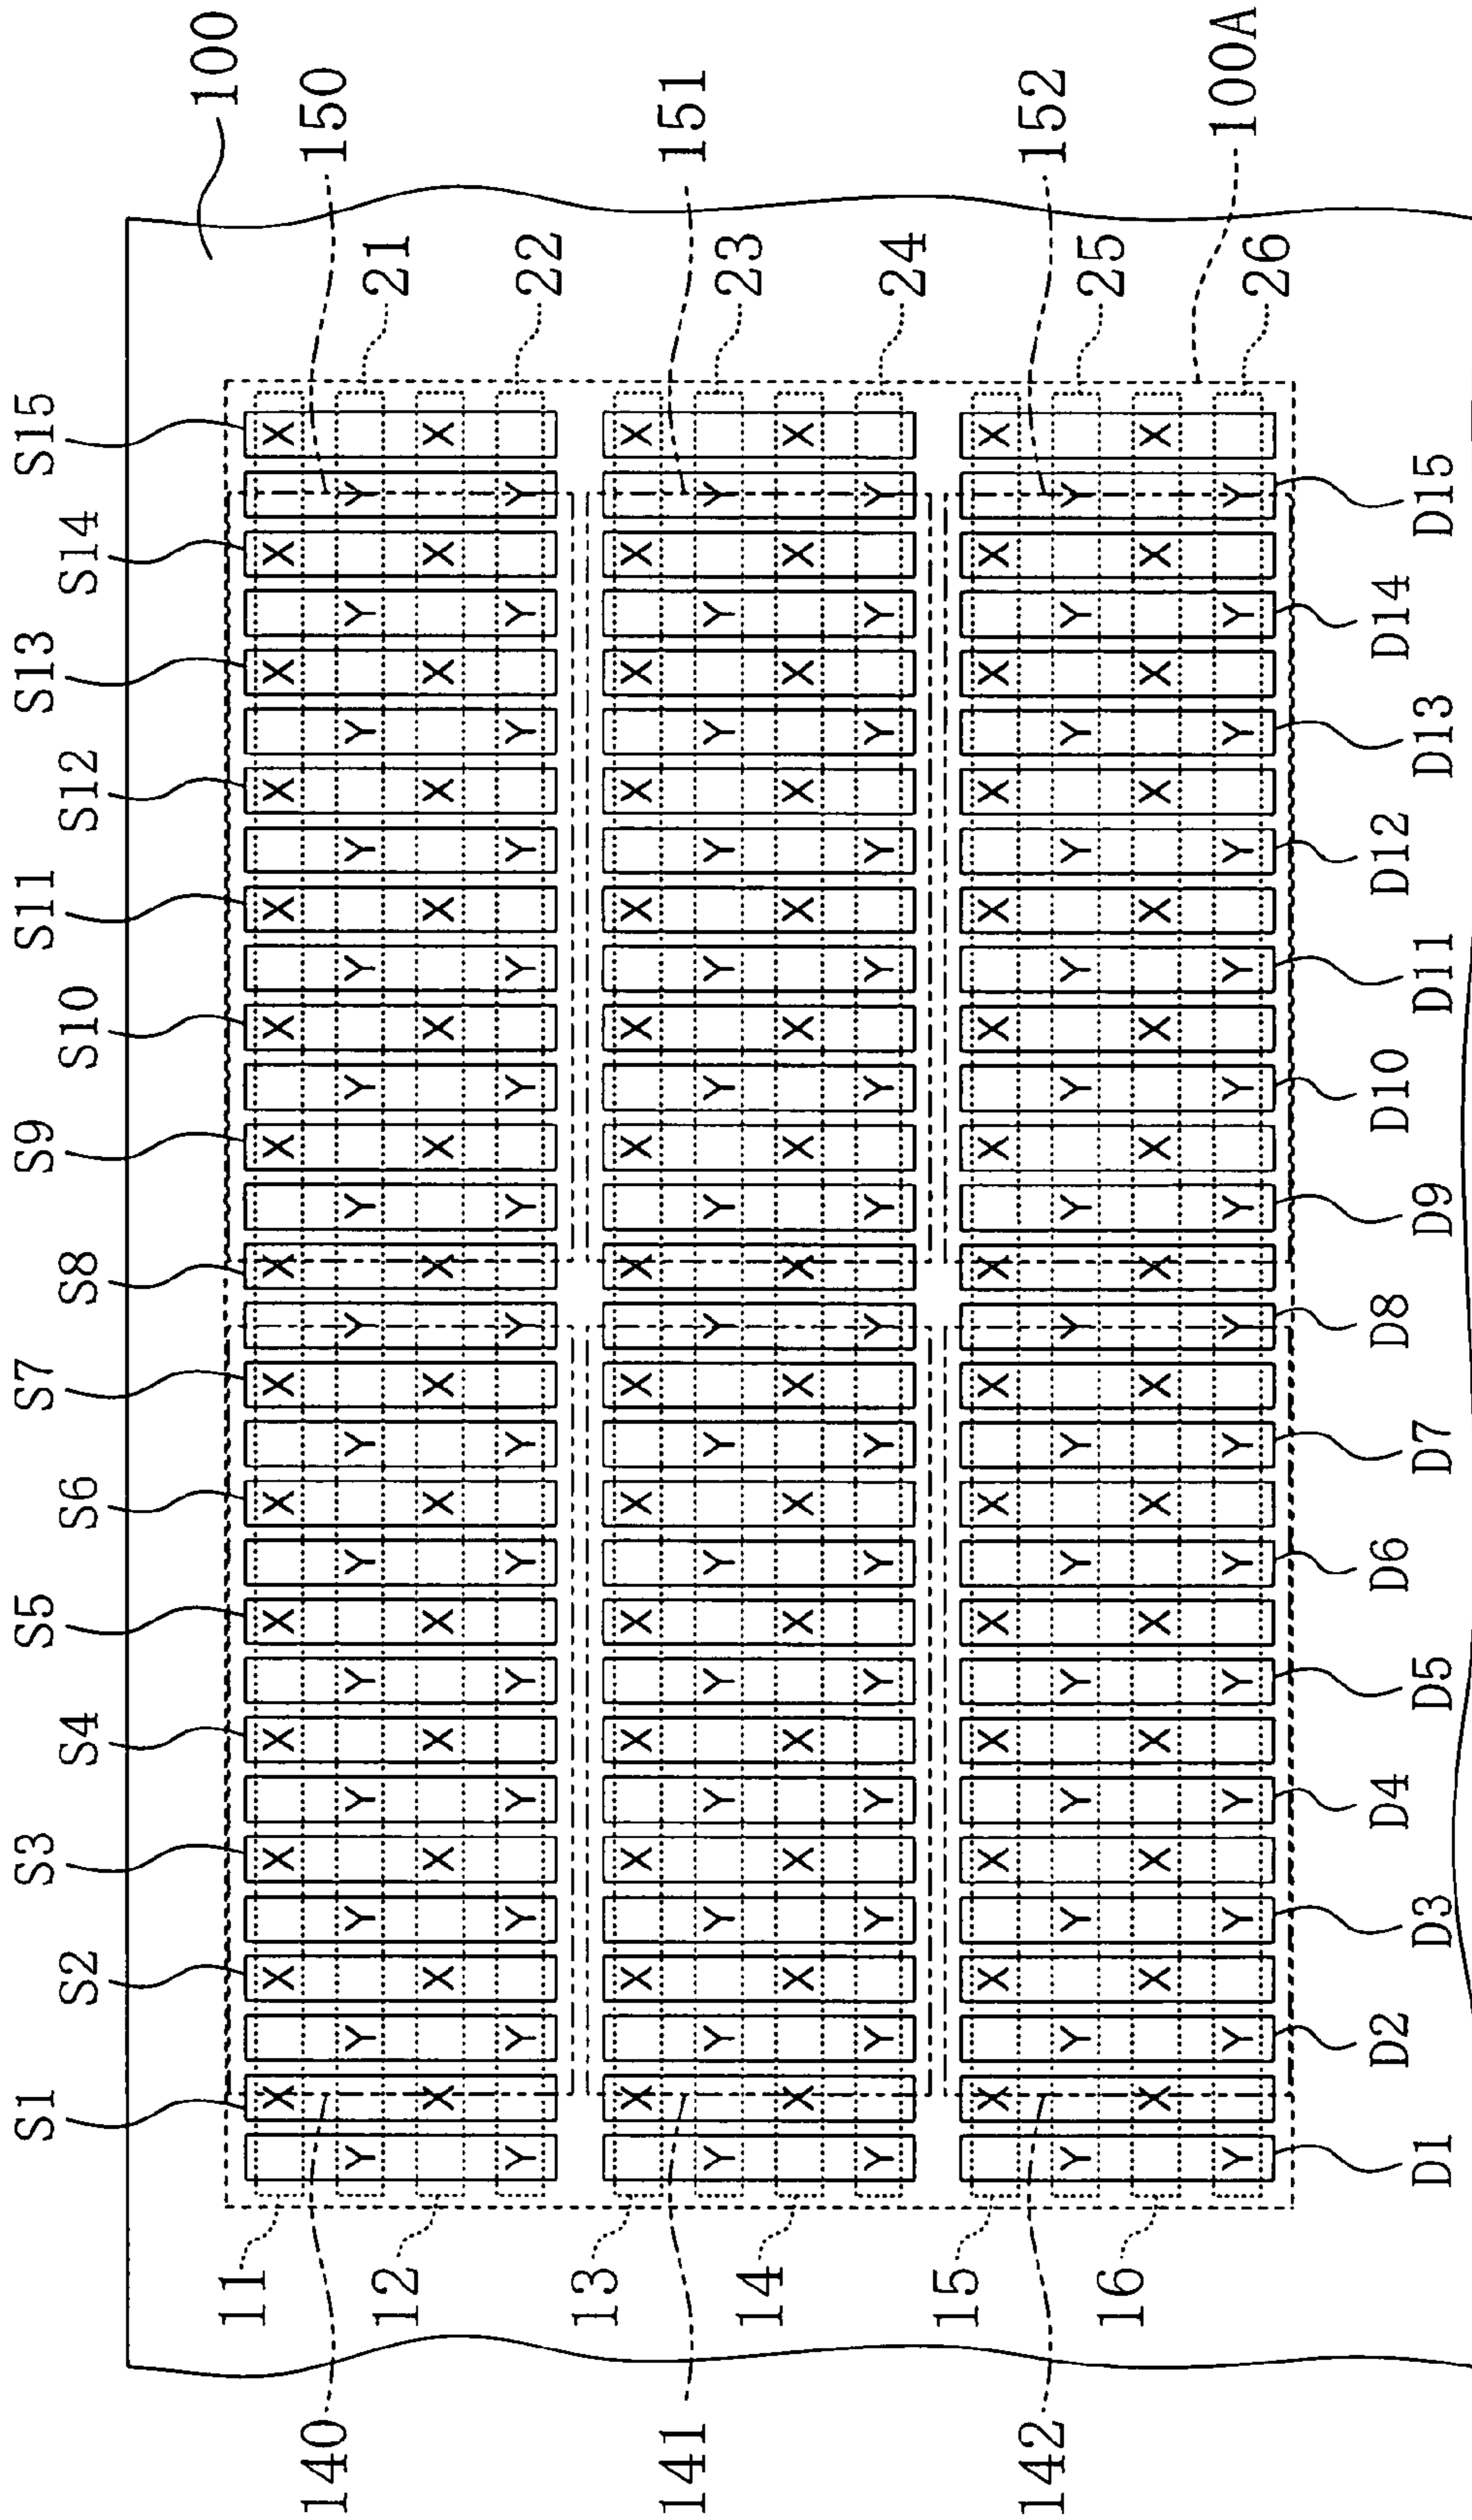 S1 S3 S5 S7 S9 S11 S13 S15
S2 S4 S6 S8 S10 S12 S14
100
11 X X X X X X X X X X X X X X X
140 150
Y Y Y Y Y Y Y Y Y Y Y Y Y Y Y 21
12 X X X X X X X X X X X X X X X
Y Y Y Y Y Y Y Y Y Y Y Y Y Y Y 22
13 X X X X X X X X X X X X X X X
141 151
Y Y Y Y Y Y Y Y Y Y Y Y Y Y Y 23
14 X X X X X X X X X X X X X X X
Y Y Y Y Y Y Y Y Y Y Y Y Y Y Y 24
15 X X X X X X X X X X X X X X X
142 152
Y Y Y Y Y Y Y Y Y Y Y Y Y Y Y 25
16 X X X X X X X X X X X X X X X
100A
Y Y Y Y Y Y Y Y Y Y Y Y Y Y Y 26
D2 D4 D6 D8 D10 D12 D14
D1 D3 D5 D7 D9 D11 D13 D15